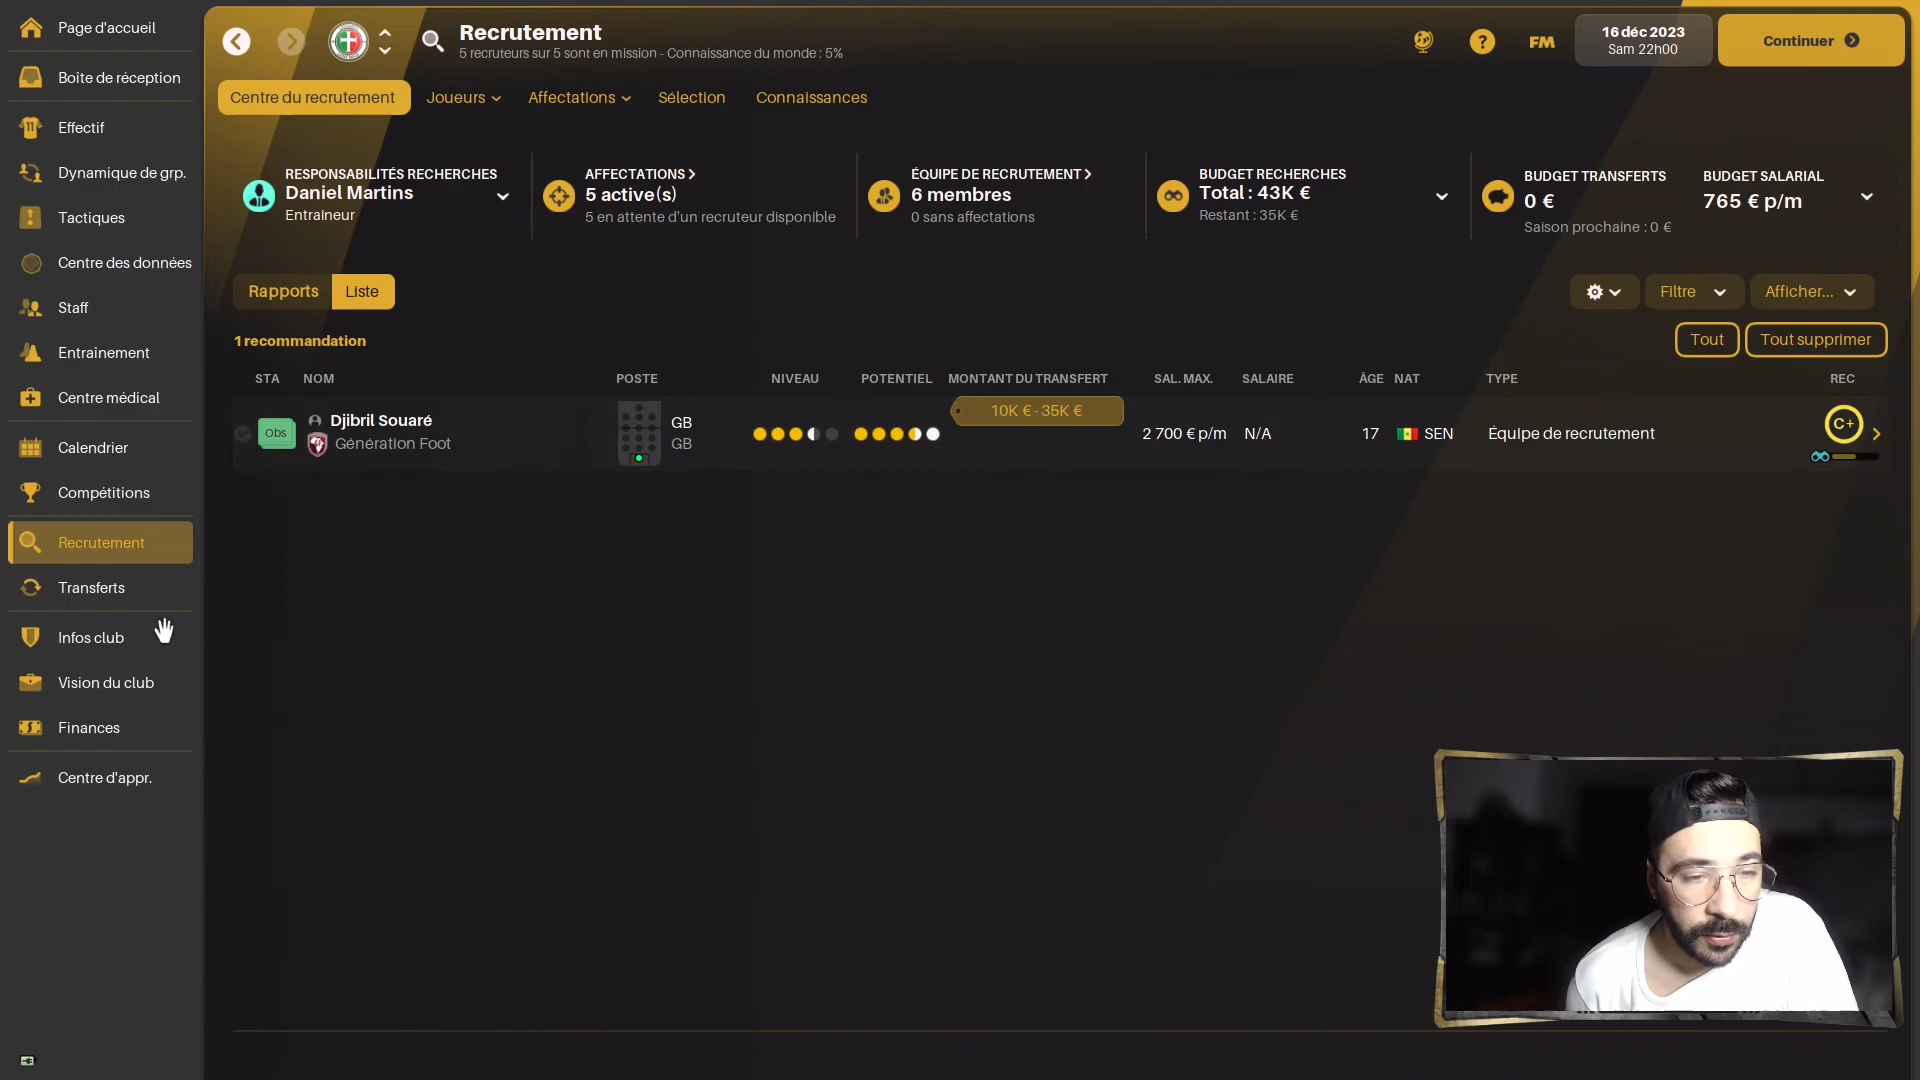 Page d'accueil
Boite de réception
Effectif
Dynamique de grp.
Tactiques
Centre des données
Staff
Entraînement
Centre médical
Calendrier
Compétitions
Recrutement
Transferts
Infos club
Vision du club
Finances
Centre d'appr.
Recrutement
5 recruteurs sur 5 sont en mission - Connaissance du monde : 5%
FM
16 déc 2023
Sam 22h00
Continuer
Centre du recrutement
Joueurs
Affectations
Sélection
Connaissances
RESPONSABILITÉS RECHERCHES
Daniel Martins
Entraineur
AFFECTATIONS
5 active(s)
5 en attente d'un recruteur disponible
ÉQUIPE DE RECRUTEMENT
6 membres
0 sans affectations
BUDGET RECHERCHES
Total : 43K €
Restant : 35K €
BUDGET TRANSFERTS
0 €
Saison prochaine : 0 €
BUDGET SALARIAL
765 € p/m
Rapports
Liste
Filtre
Afficher...
1 recommandation
Tout
Tout supprimer
STA NOM POSTE NIVEAU POTENTIEL MONTANT DU TRANSFERT SAL. MAX. SALAIRE ÂGE NAT TYPE REC
Obs
Djibril Souaré
Génération Foot
GB
GB
10K € - 35K €
2 700 € p/m
N/A
17
SEN
Équipe de recrutement
C+